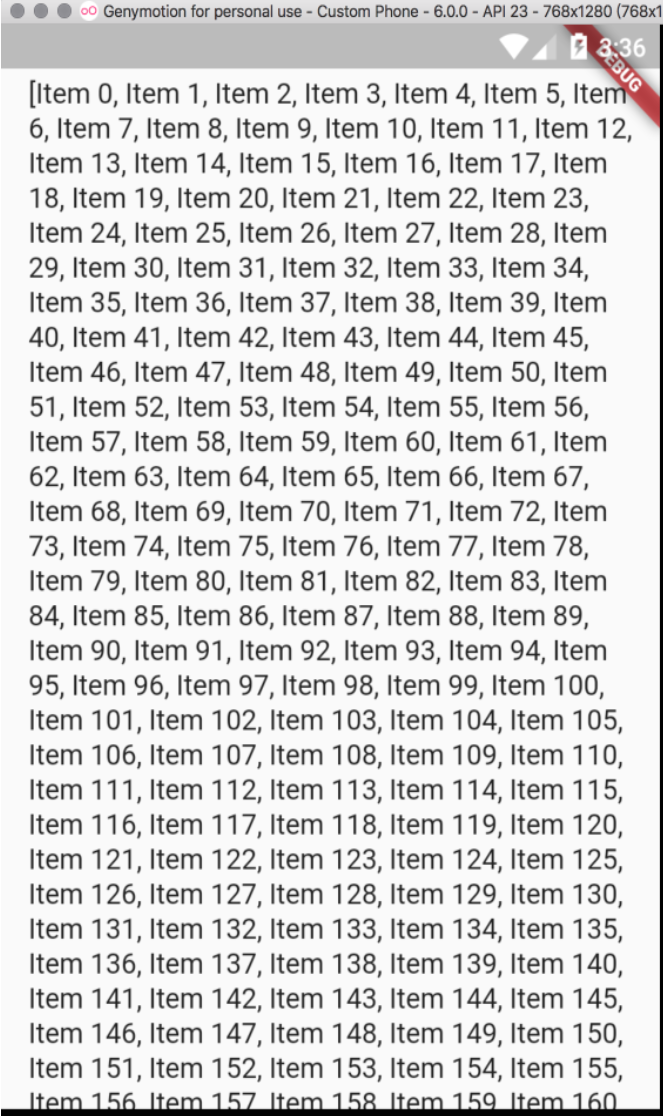 Genymotion for personal use - Custom Phone - 6.0.0 - API 23 - 768x1280 (768x1
3:36
DEBUG
[Item 0, Item 1, Item 2, Item 3, Item 4, Item 5, Item
6, Item 7, Item 8, Item 9, Item 10, Item 11, Item 12,
Item 13, Item 14, Item 15, Item 16, Item 17, Item
18, Item 19, Item 20, Item 21, Item 22, Item 23,
Item 24, Item 25, Item 26, Item 27, Item 28, Item
29, Item 30, Item 31, Item 32, Item 33, Item 34,
Item 35, Item 36, Item 37, Item 38, Item 39, Item
40, Item 41, Item 42, Item 43, Item 44, Item 45,
Item 46, Item 47, Item 48, Item 49, Item 50, Item
51, Item 52, Item 53, Item 54, Item 55, Item 56,
Item 57, Item 58, Item 59, Item 60, Item 61, Item
62, Item 63, Item 64, Item 65, Item 66, Item 67,
Item 68, Item 69, Item 70, Item 71, Item 72, Item
73, Item 74, Item 75, Item 76, Item 77, Item 78,
Item 79, Item 80, Item 81, Item 82, Item 83, Item
84, Item 85, Item 86, Item 87, Item 88, Item 89,
Item 90, Item 91, Item 92, Item 93, Item 94, Item
95, Item 96, Item 97, Item 98, Item 99, Item 100,
Item 101, Item 102, Item 103, Item 104, Item 105,
Item 106, Item 107, Item 108, Item 109, Item 110,
Item 111, Item 112, Item 113, Item 114, Item 115,
Item 116, Item 117, Item 118, Item 119, Item 120,
Item 121, Item 122, Item 123, Item 124, Item 125,
Item 126, Item 127, Item 128, Item 129, Item 130,
Item 131, Item 132, Item 133, Item 134, Item 135,
Item 136, Item 137, Item 138, Item 139, Item 140,
Item 141, Item 142, Item 143, Item 144, Item 145,
Item 146, Item 147, Item 148, Item 149, Item 150,
Item 151, Item 152, Item 153, Item 154, Item 155,
Item 156, Item 157, Item 158, Item 159, Item 160